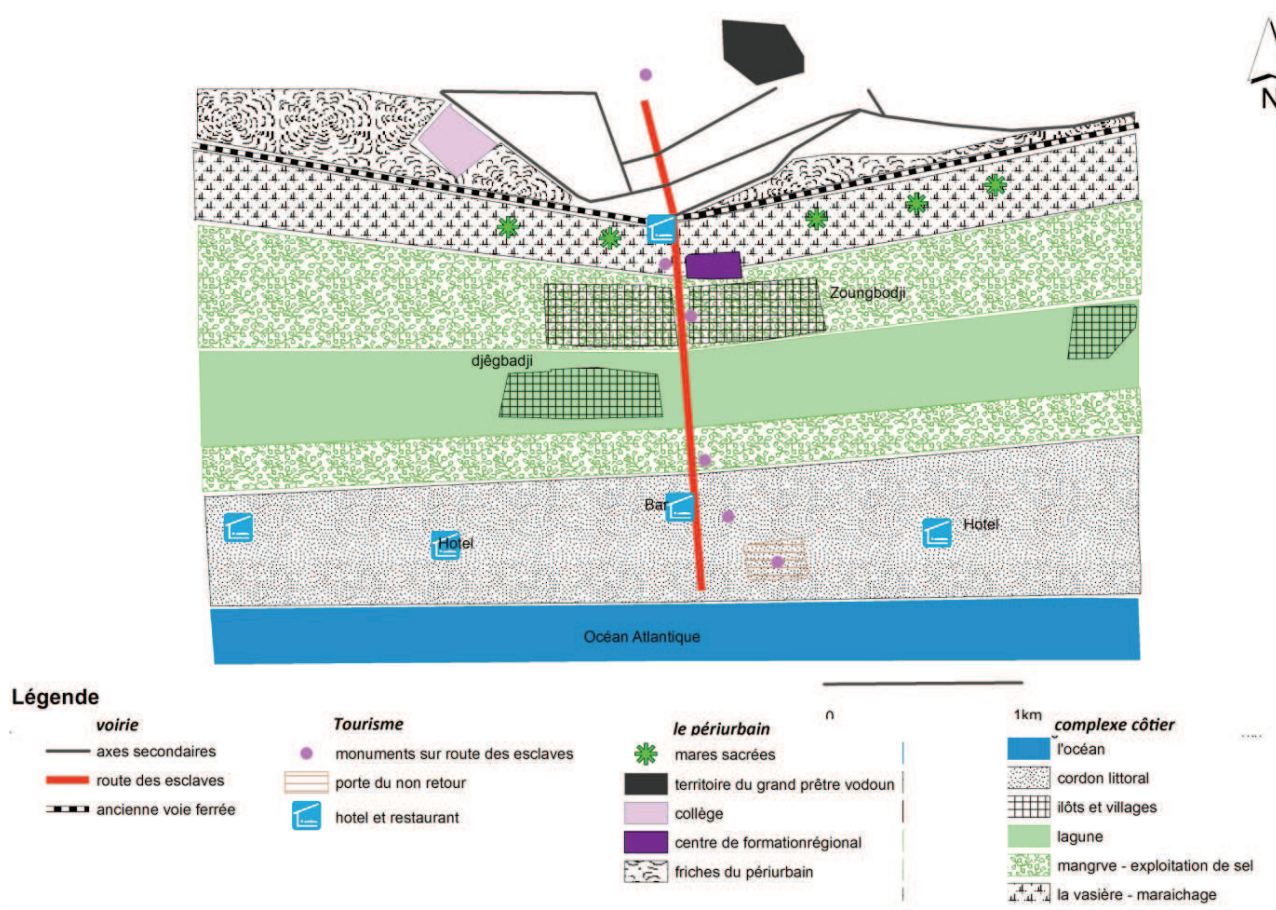 N
Zoungbodji
djêgbadji
Bar
Hotel
Hotel
Océan Atlantique
Légende
voirie
axes secondaires
route des esclaves
ancienne voie ferrée
Tourisme
monuments sur route des esclaves
porte du non retour
hotel et restaurant
le périurbain
mares sacrées
territoire du grand prêtre vodoun
collège
centre de formationrégional
friches du périurbain
0
1km
complexe côtier
l'océan
cordon littoral
ilôts et villages
lagune
mangrve - exploitation de sel
la vasière - maraichage